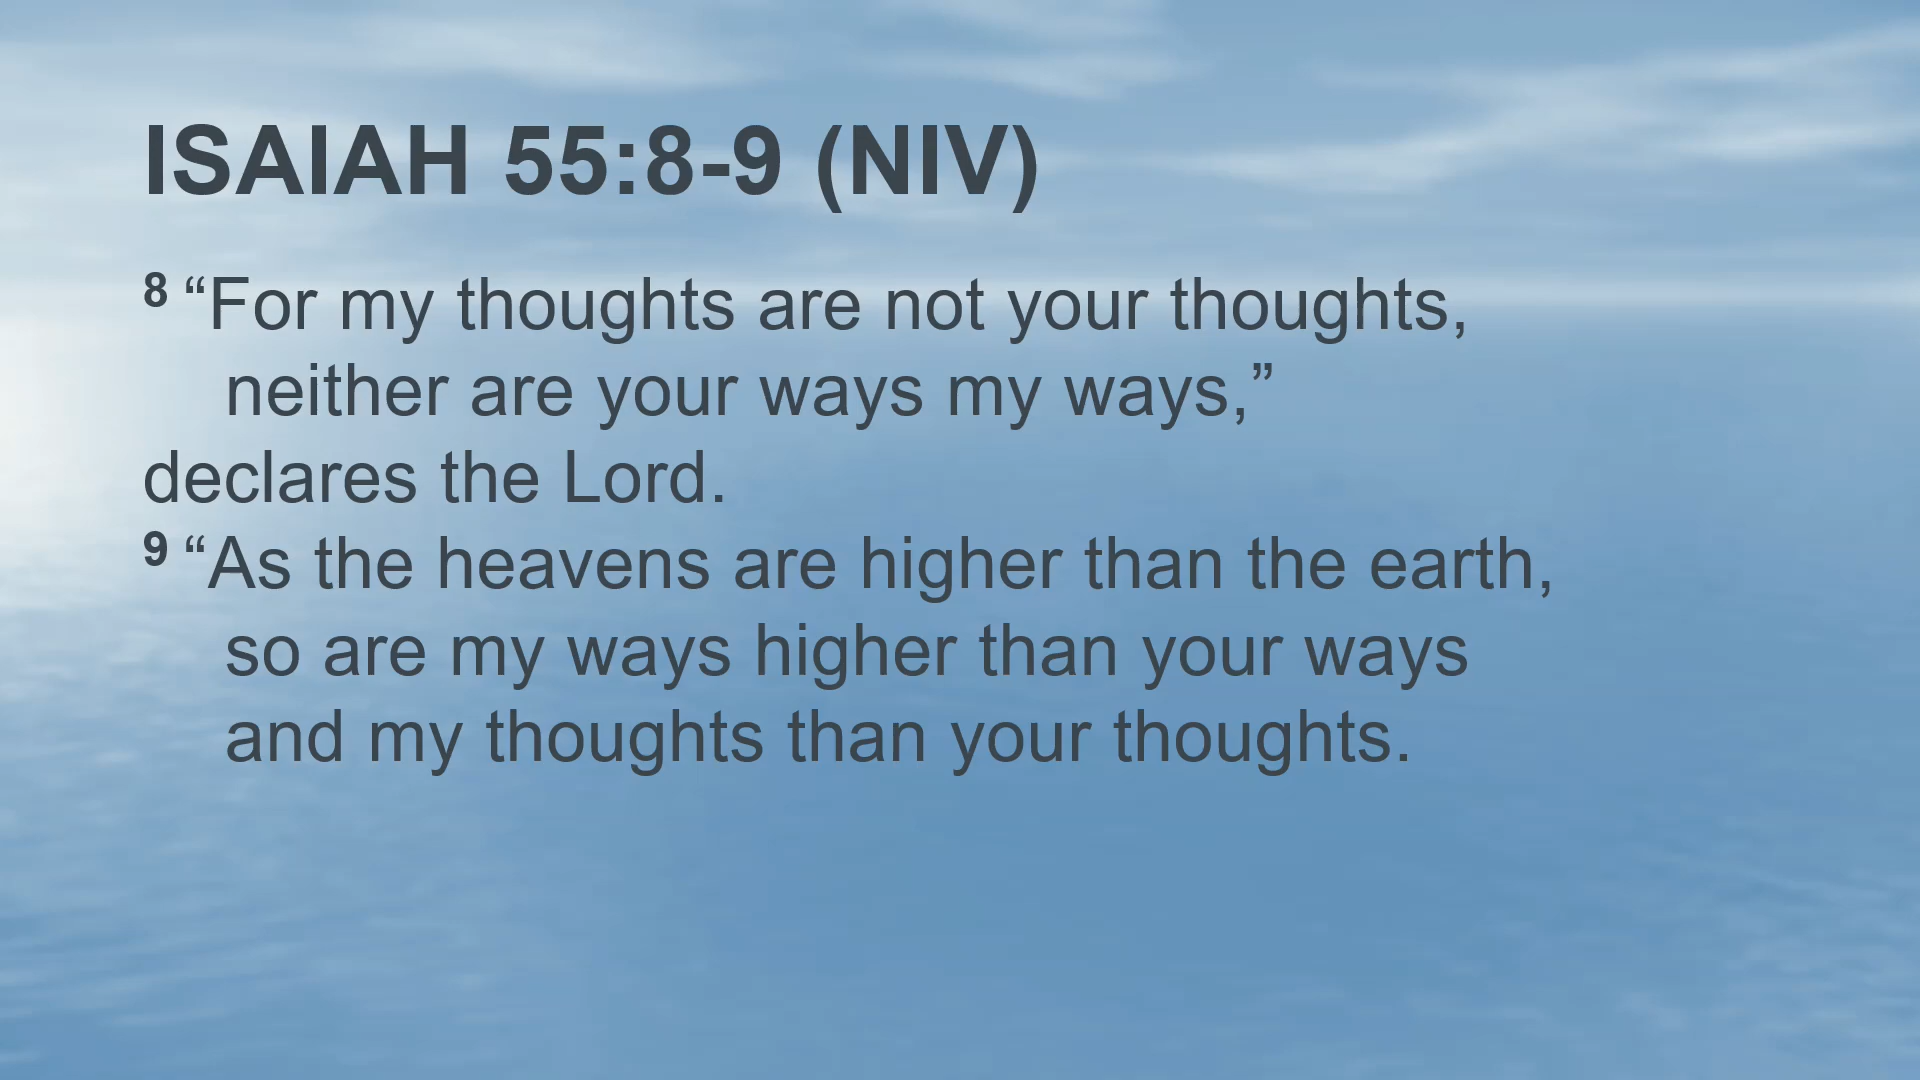 ISAIAH 55:8-9 (NIV)
8 “For my thoughts are not your thoughts,
neither are your ways my ways,”
declares the Lord.
9 “As the heavens are higher than the earth,
so are my ways higher than your ways
and my thoughts than your thoughts.